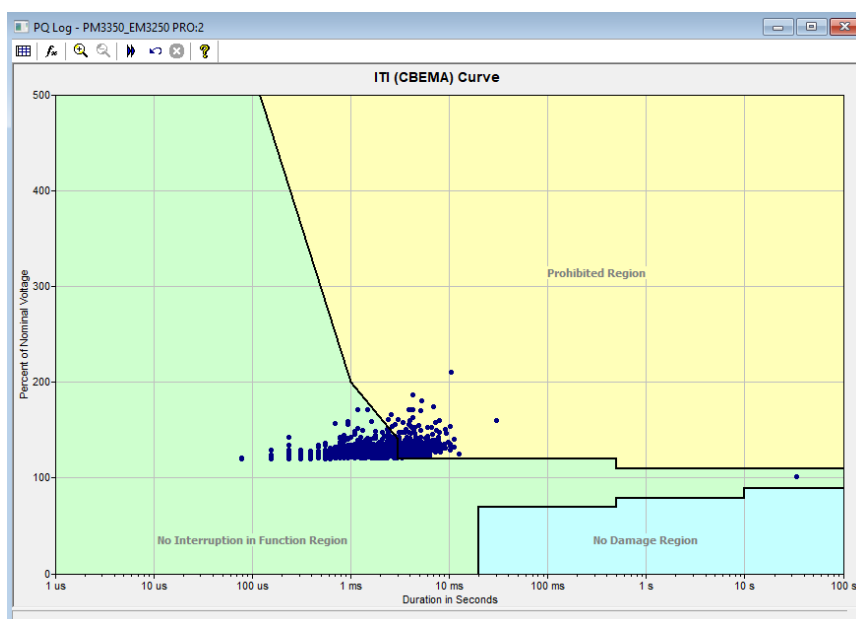 PQ Log - PM3350_EM3250 PRO:2
ITI (CBEMA) Curve
500
400
300
200
100
0
Percent of Nominal Voltage
Prohibited Region
No Interruption in Function Region
No Damage Region
1 us
10 us
100 us
1 ms
10 ms
100 ms
1 s
10 s
100 s
Duration in Seconds